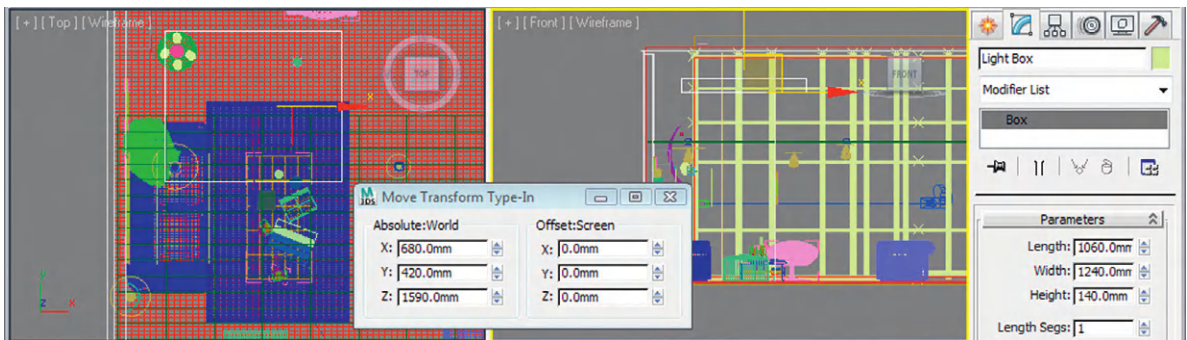 [ + ] [ Top ] [ Wireframe ]
TOP
x
y
z x
[ + ] [ Front ] [ Wireframe ]
FRONT
x
Move Transform Type-In
Absolute:World
X: 680.0mm
Y: 420.0mm
Z: 1590.0mm
Offset:Screen
X: 0.0mm
Y: 0.0mm
Z: 0.0mm
Light Box
Modifier List
Box
Parameters
Length: 1060.0mm
Width: 1240.0mm
Height: 140.0mm
Length Segs: 1